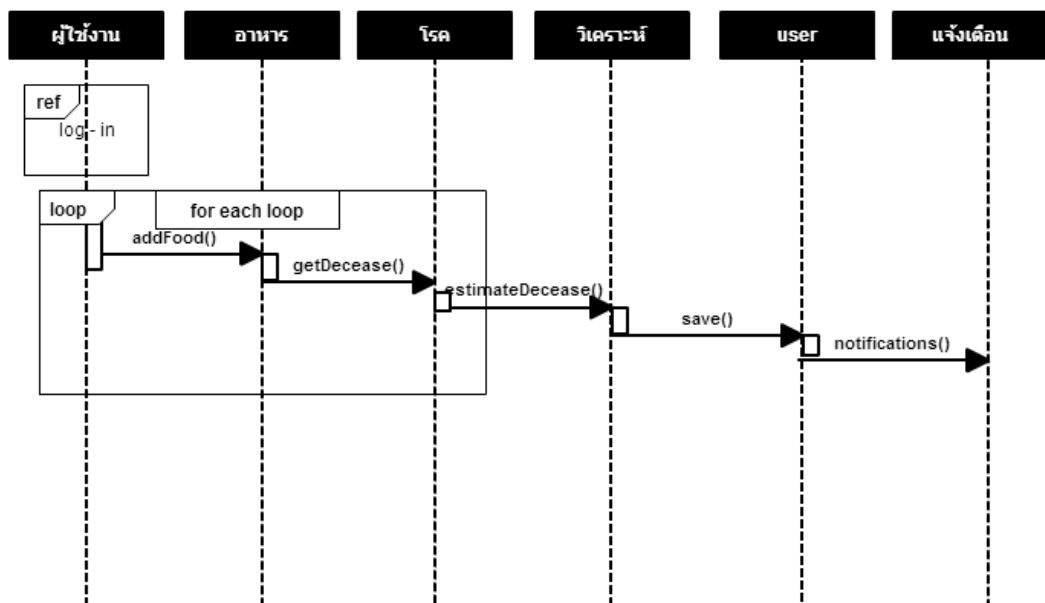 ผู้ใช้งาน
อาหาร
โรค
วิเคราะห์
user
แจ้งเตือน
ref
log - in
loop
for each loop
addFood()
getDecease()
estimateDecease()
save()
notifications()